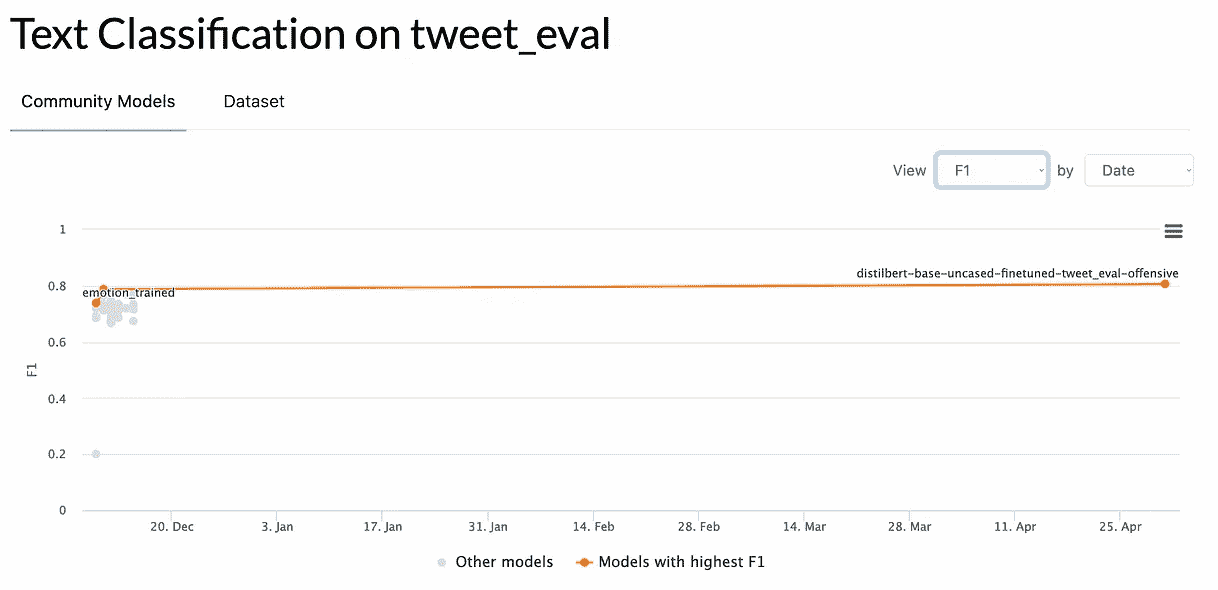 Text Classification on tweet_eval
Community Models Dataset
View F1 by Date
1
distilbert-base-uncased-finetuned-tweet_eval-offensive
0.8
emotion_trained
0.6
F1
0.4
0.2
0
20. Dec 3. Jan 17. Jan 31. Jan 14. Feb 28. Feb 14. Mar 28. Mar 11. Apr 25. Apr
Other models Models with highest F1